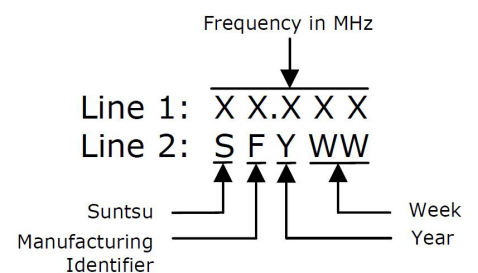 Frequency in MHz
Line 1: X X.X X X
Line 2: S F Y WW
Suntsu
Week
Manufacturing
Identifier
Year